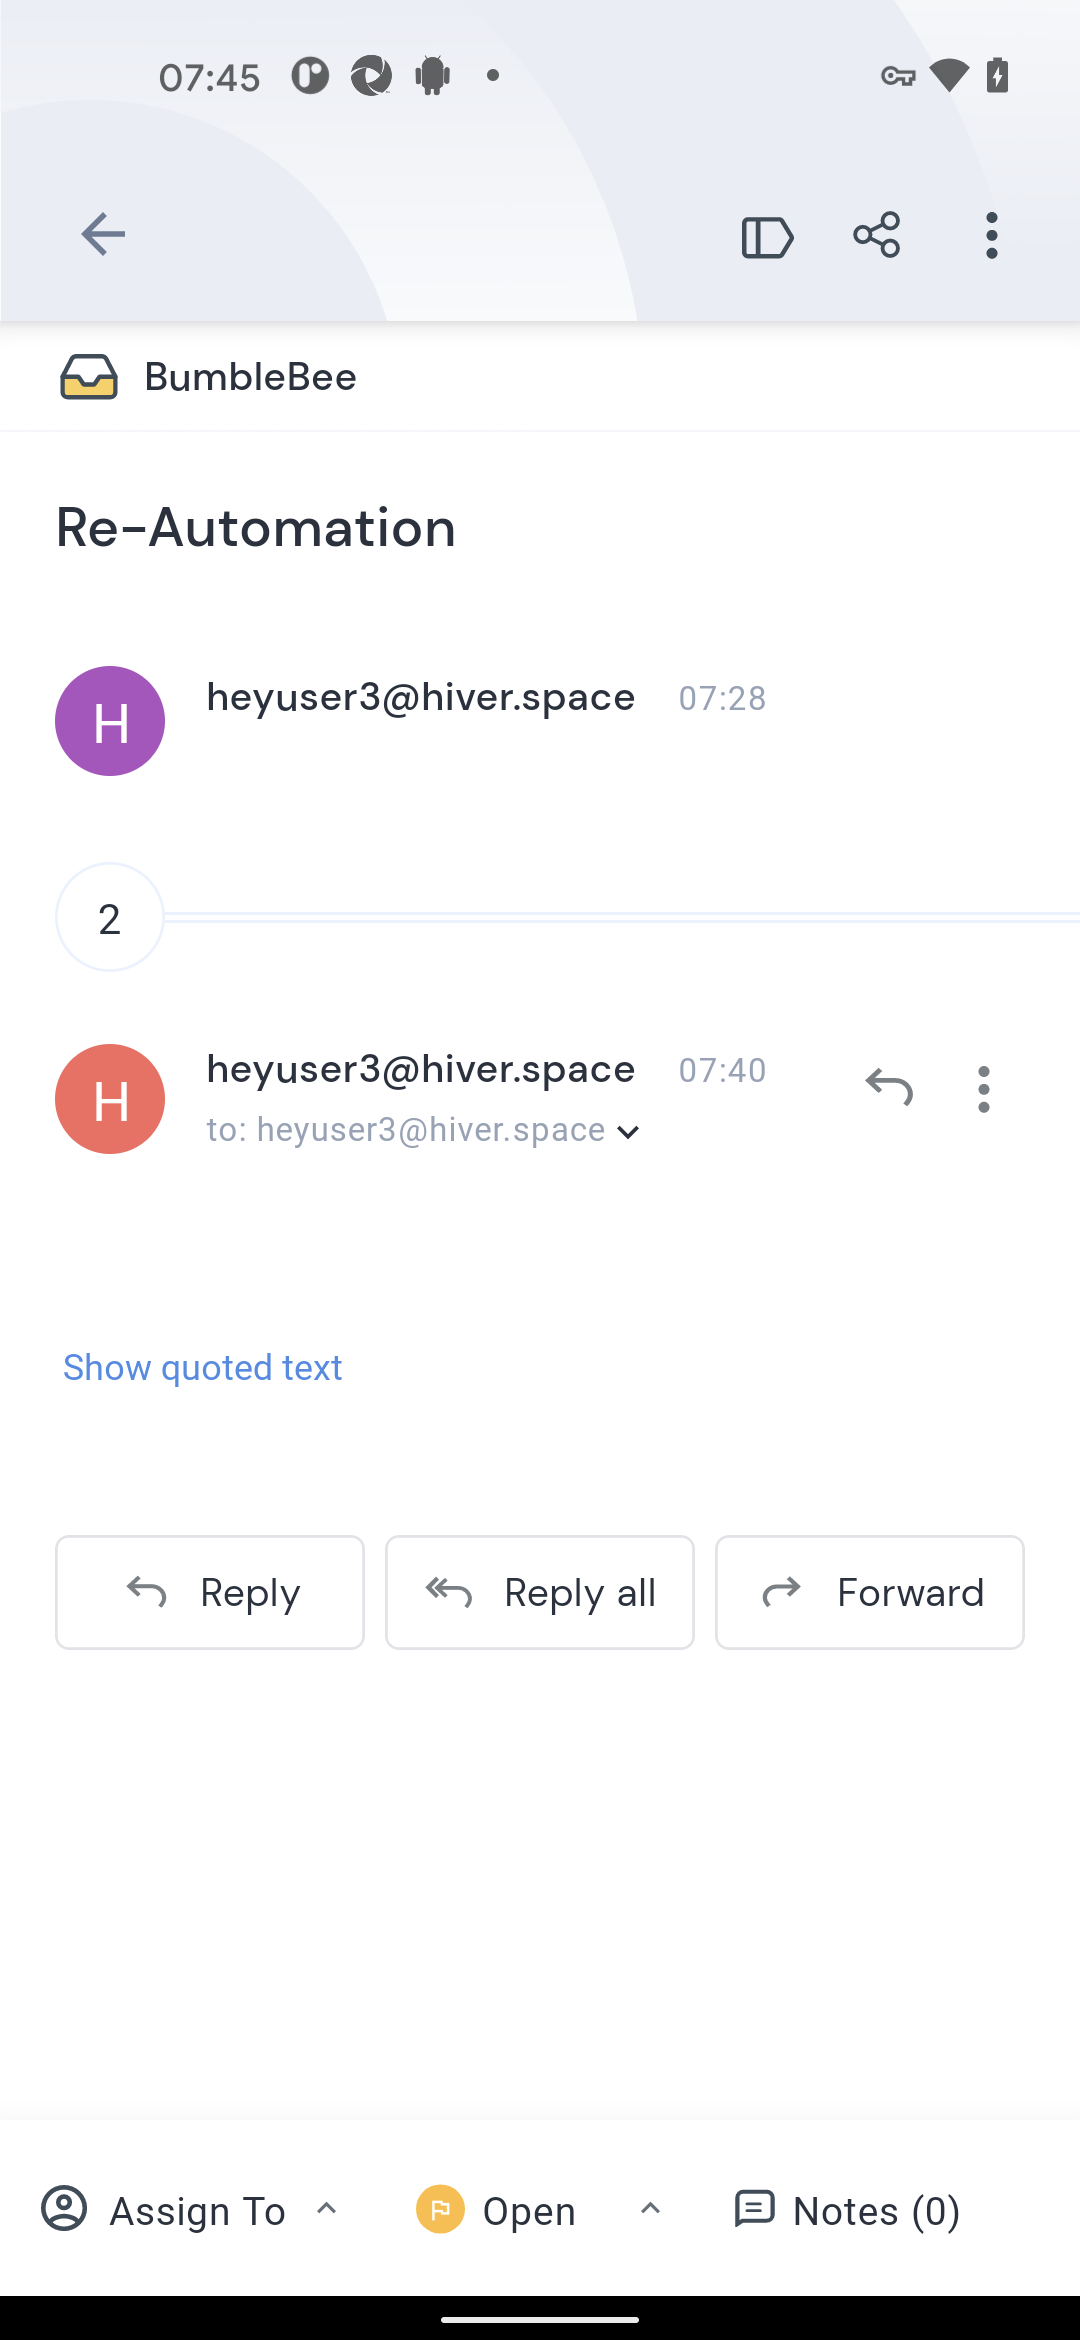 07:45
BumbleBee
Re-Automation
H heyuser3@hiver.space 07:28
2
H heyuser3@hiver.space 07:40
to: heyuser3@hiver.space
Show quoted text
Reply Reply all Forward
Assign To Open Notes (0)